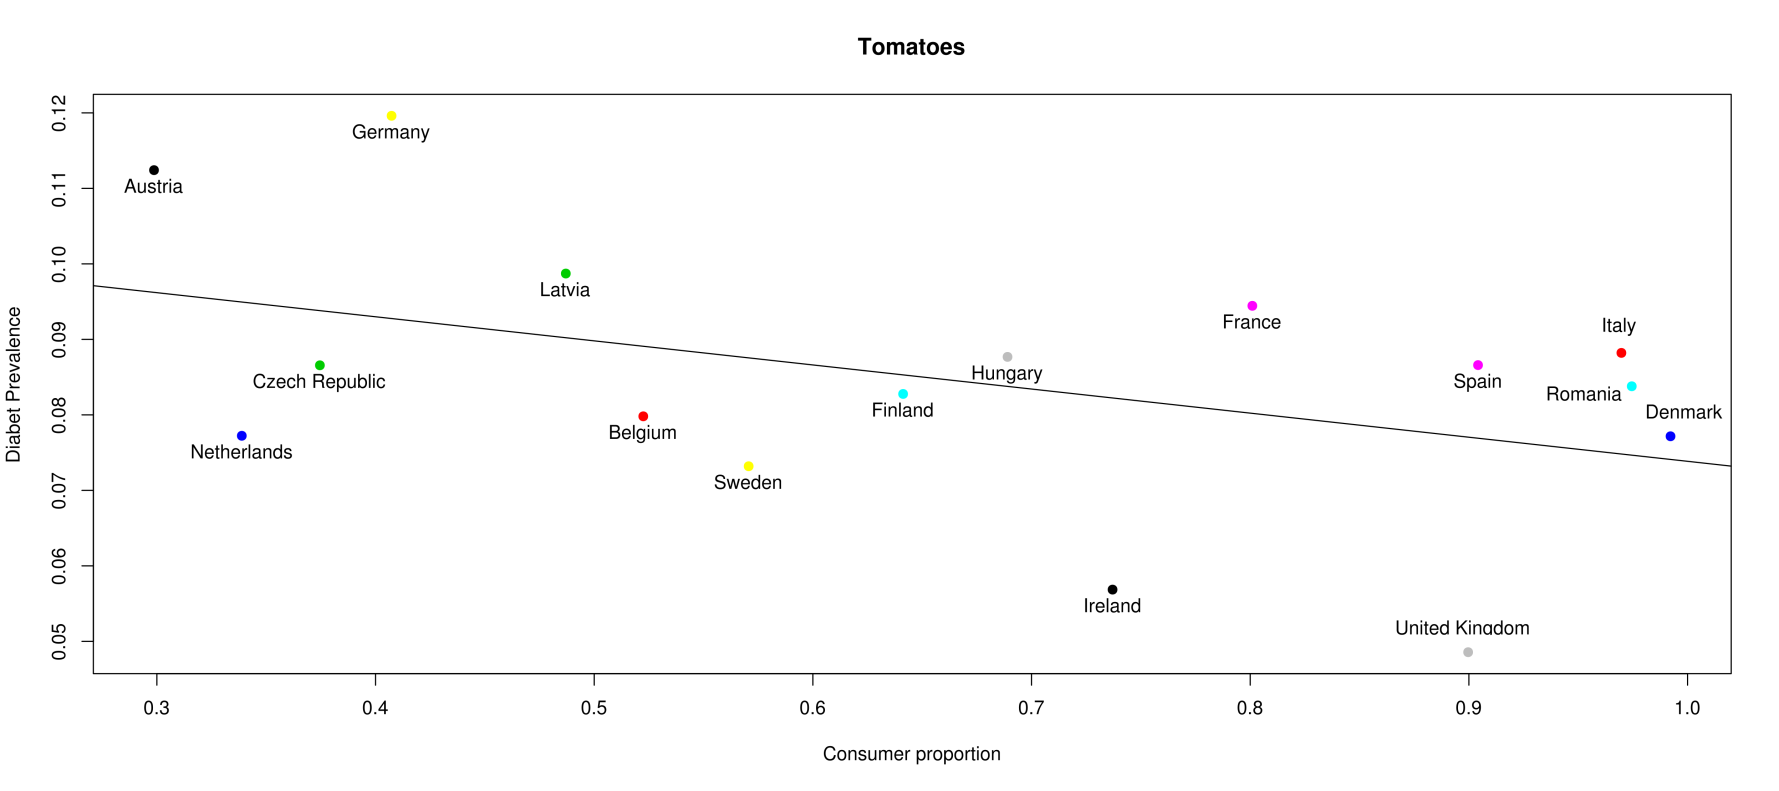 Tomatoes
Diabet Prevalence
0.12
0.11
0.10
0.09
0.08
0.07
0.06
0.05
Germany
Austria
Latvia
France
Italy
Czech Republic
Hungary
Spain
Romania
Finland
Denmark
Belgium
Netherlands
Sweden
Ireland
United Kingdom
0.3 0.4 0.5 0.6 0.7 0.8 0.9 1.0
Consumer proportion